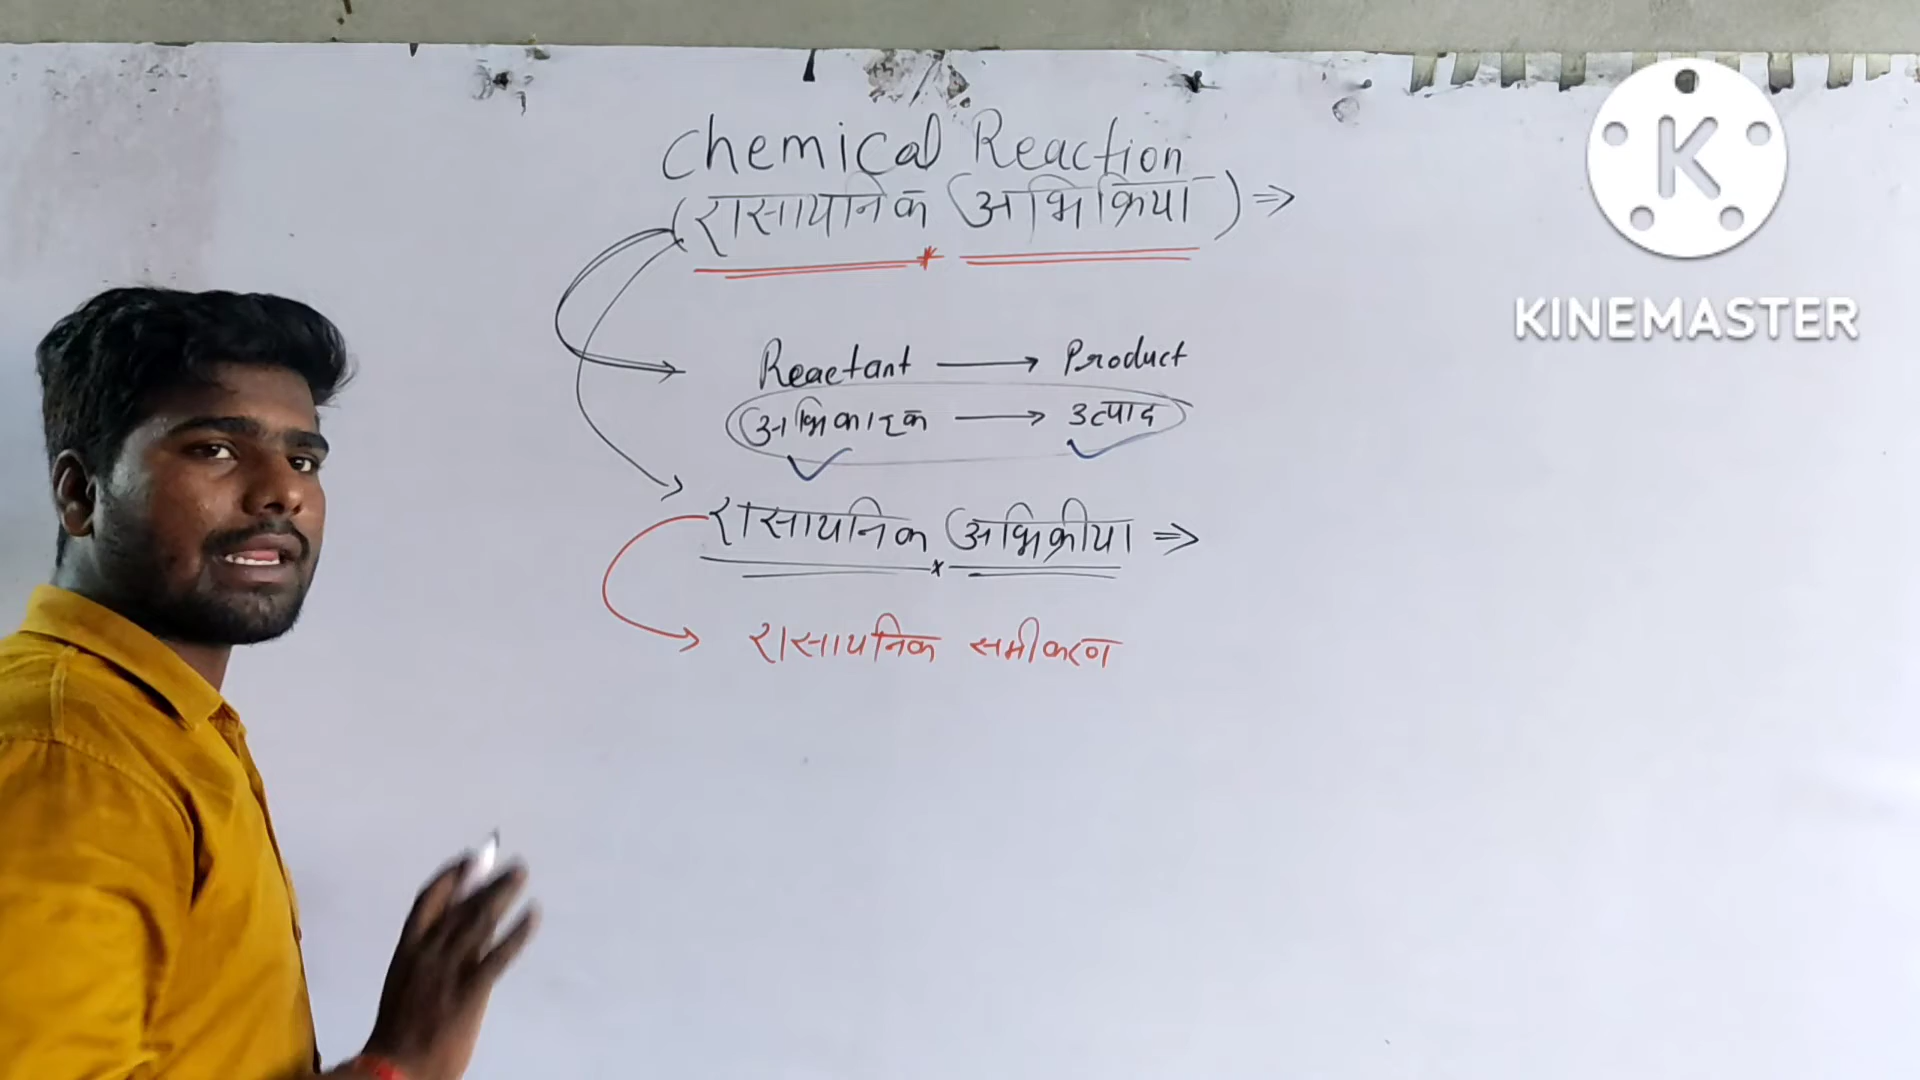 Chemical Reaction
(रासायनिक अभिक्रिया) ⇒
Reactant → Product
अभिकारक → उत्पाद
रासायनिक अभिक्रीया ⇒
रासायनिक समीकरण
K
KINEMASTER